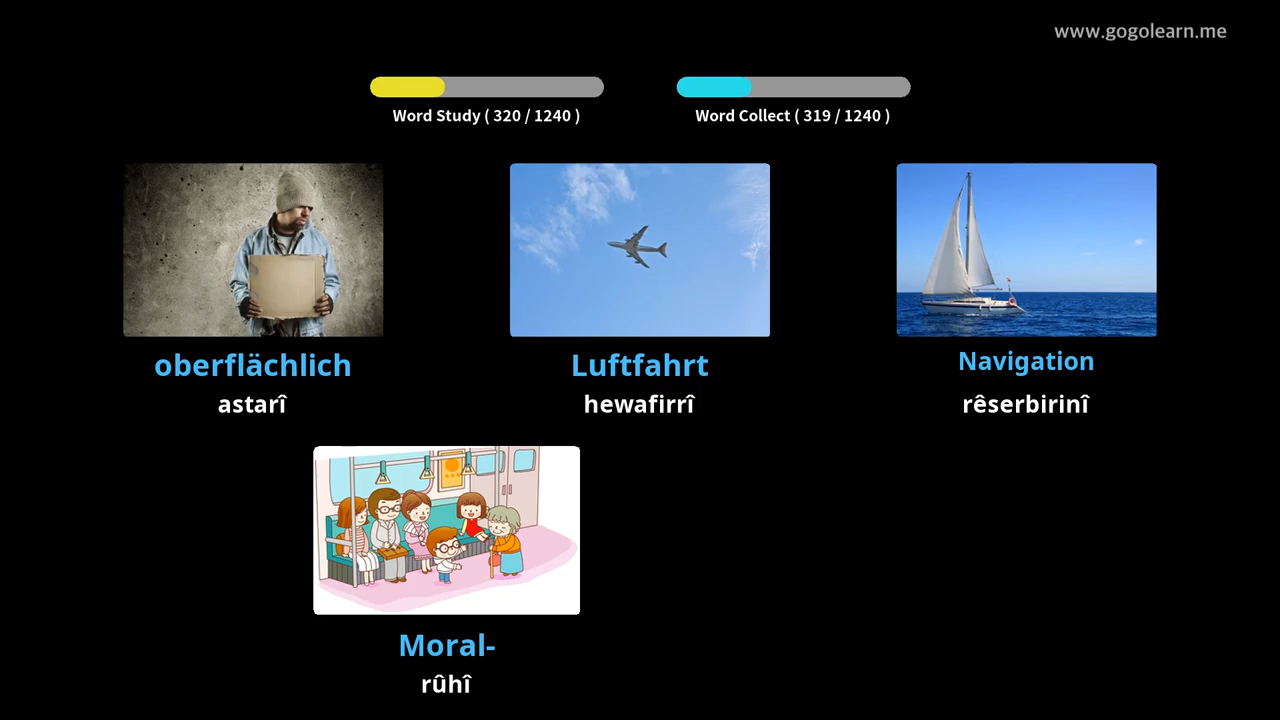 www.gogolearn.me
Word Study ( 320 / 1240 )
Word Collect ( 319 / 1240 )
oberflächlich
astarî
Luftfahrt
hewafirrî
Navigation
rêserbirinî
Moral-
rûhî